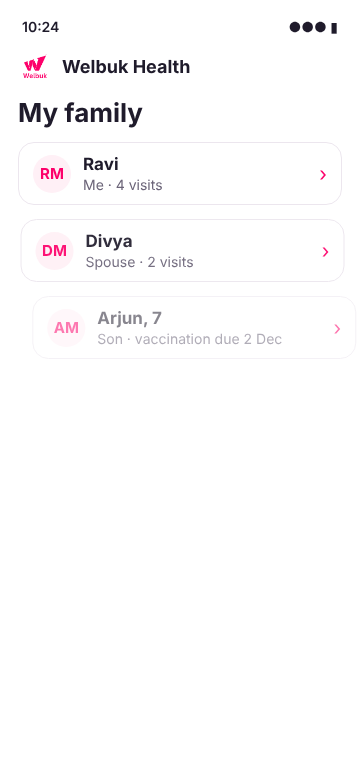 10:24
Welbuk
Welbuk Health
My family
RM
Ravi
Me · 4 visits
›
DM
Divya
Spouse · 2 visits
›
AM
Arjun, 7
Son · vaccination due 2 Dec
›